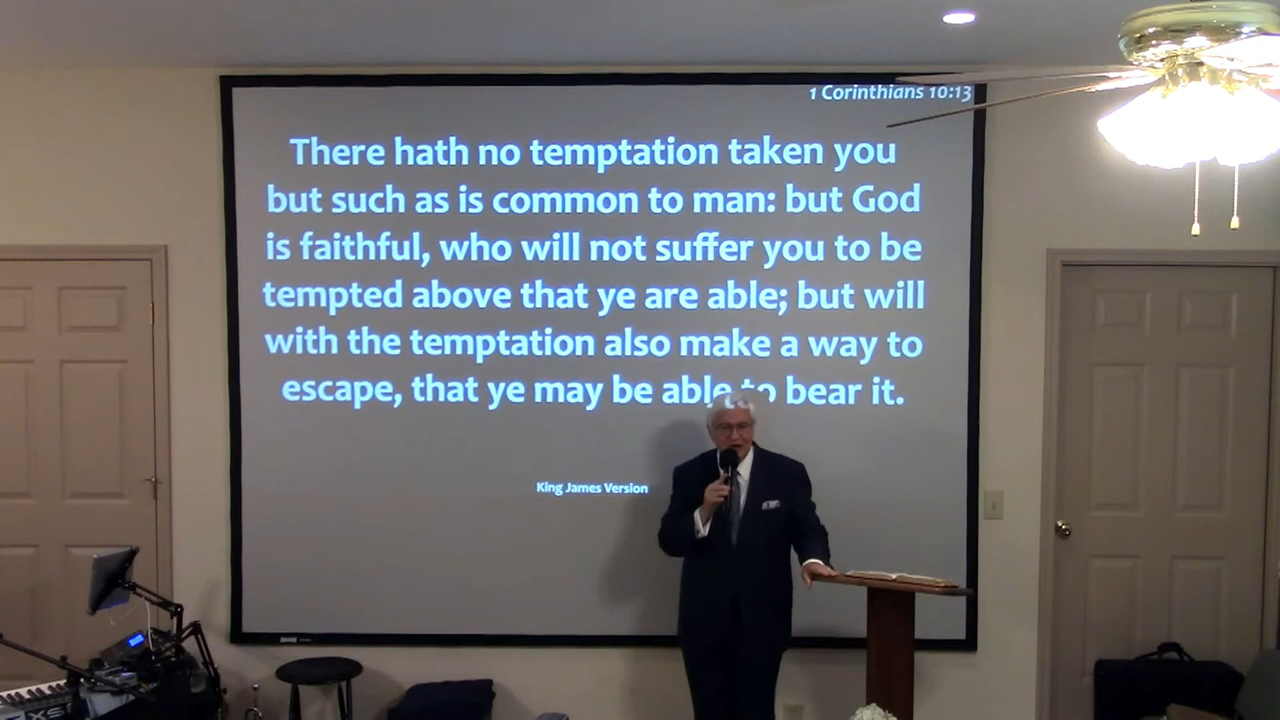 1 Corinthians 10:13
There hath no temptation taken you
but such as is common to man: but God
is faithful, who will not suffer you to be
tempted above that ye are able; but will
with the temptation also make a way to
escape, that ye may be able to bear it.
King James Version